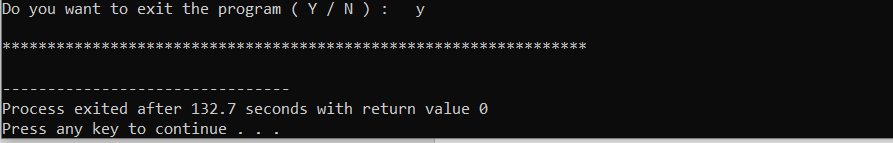 Do you want to exit the program ( Y / N ) :   y
*****************************************************************
--------------------------------
Process exited after 132.7 seconds with return value 0
Press any key to continue . . .